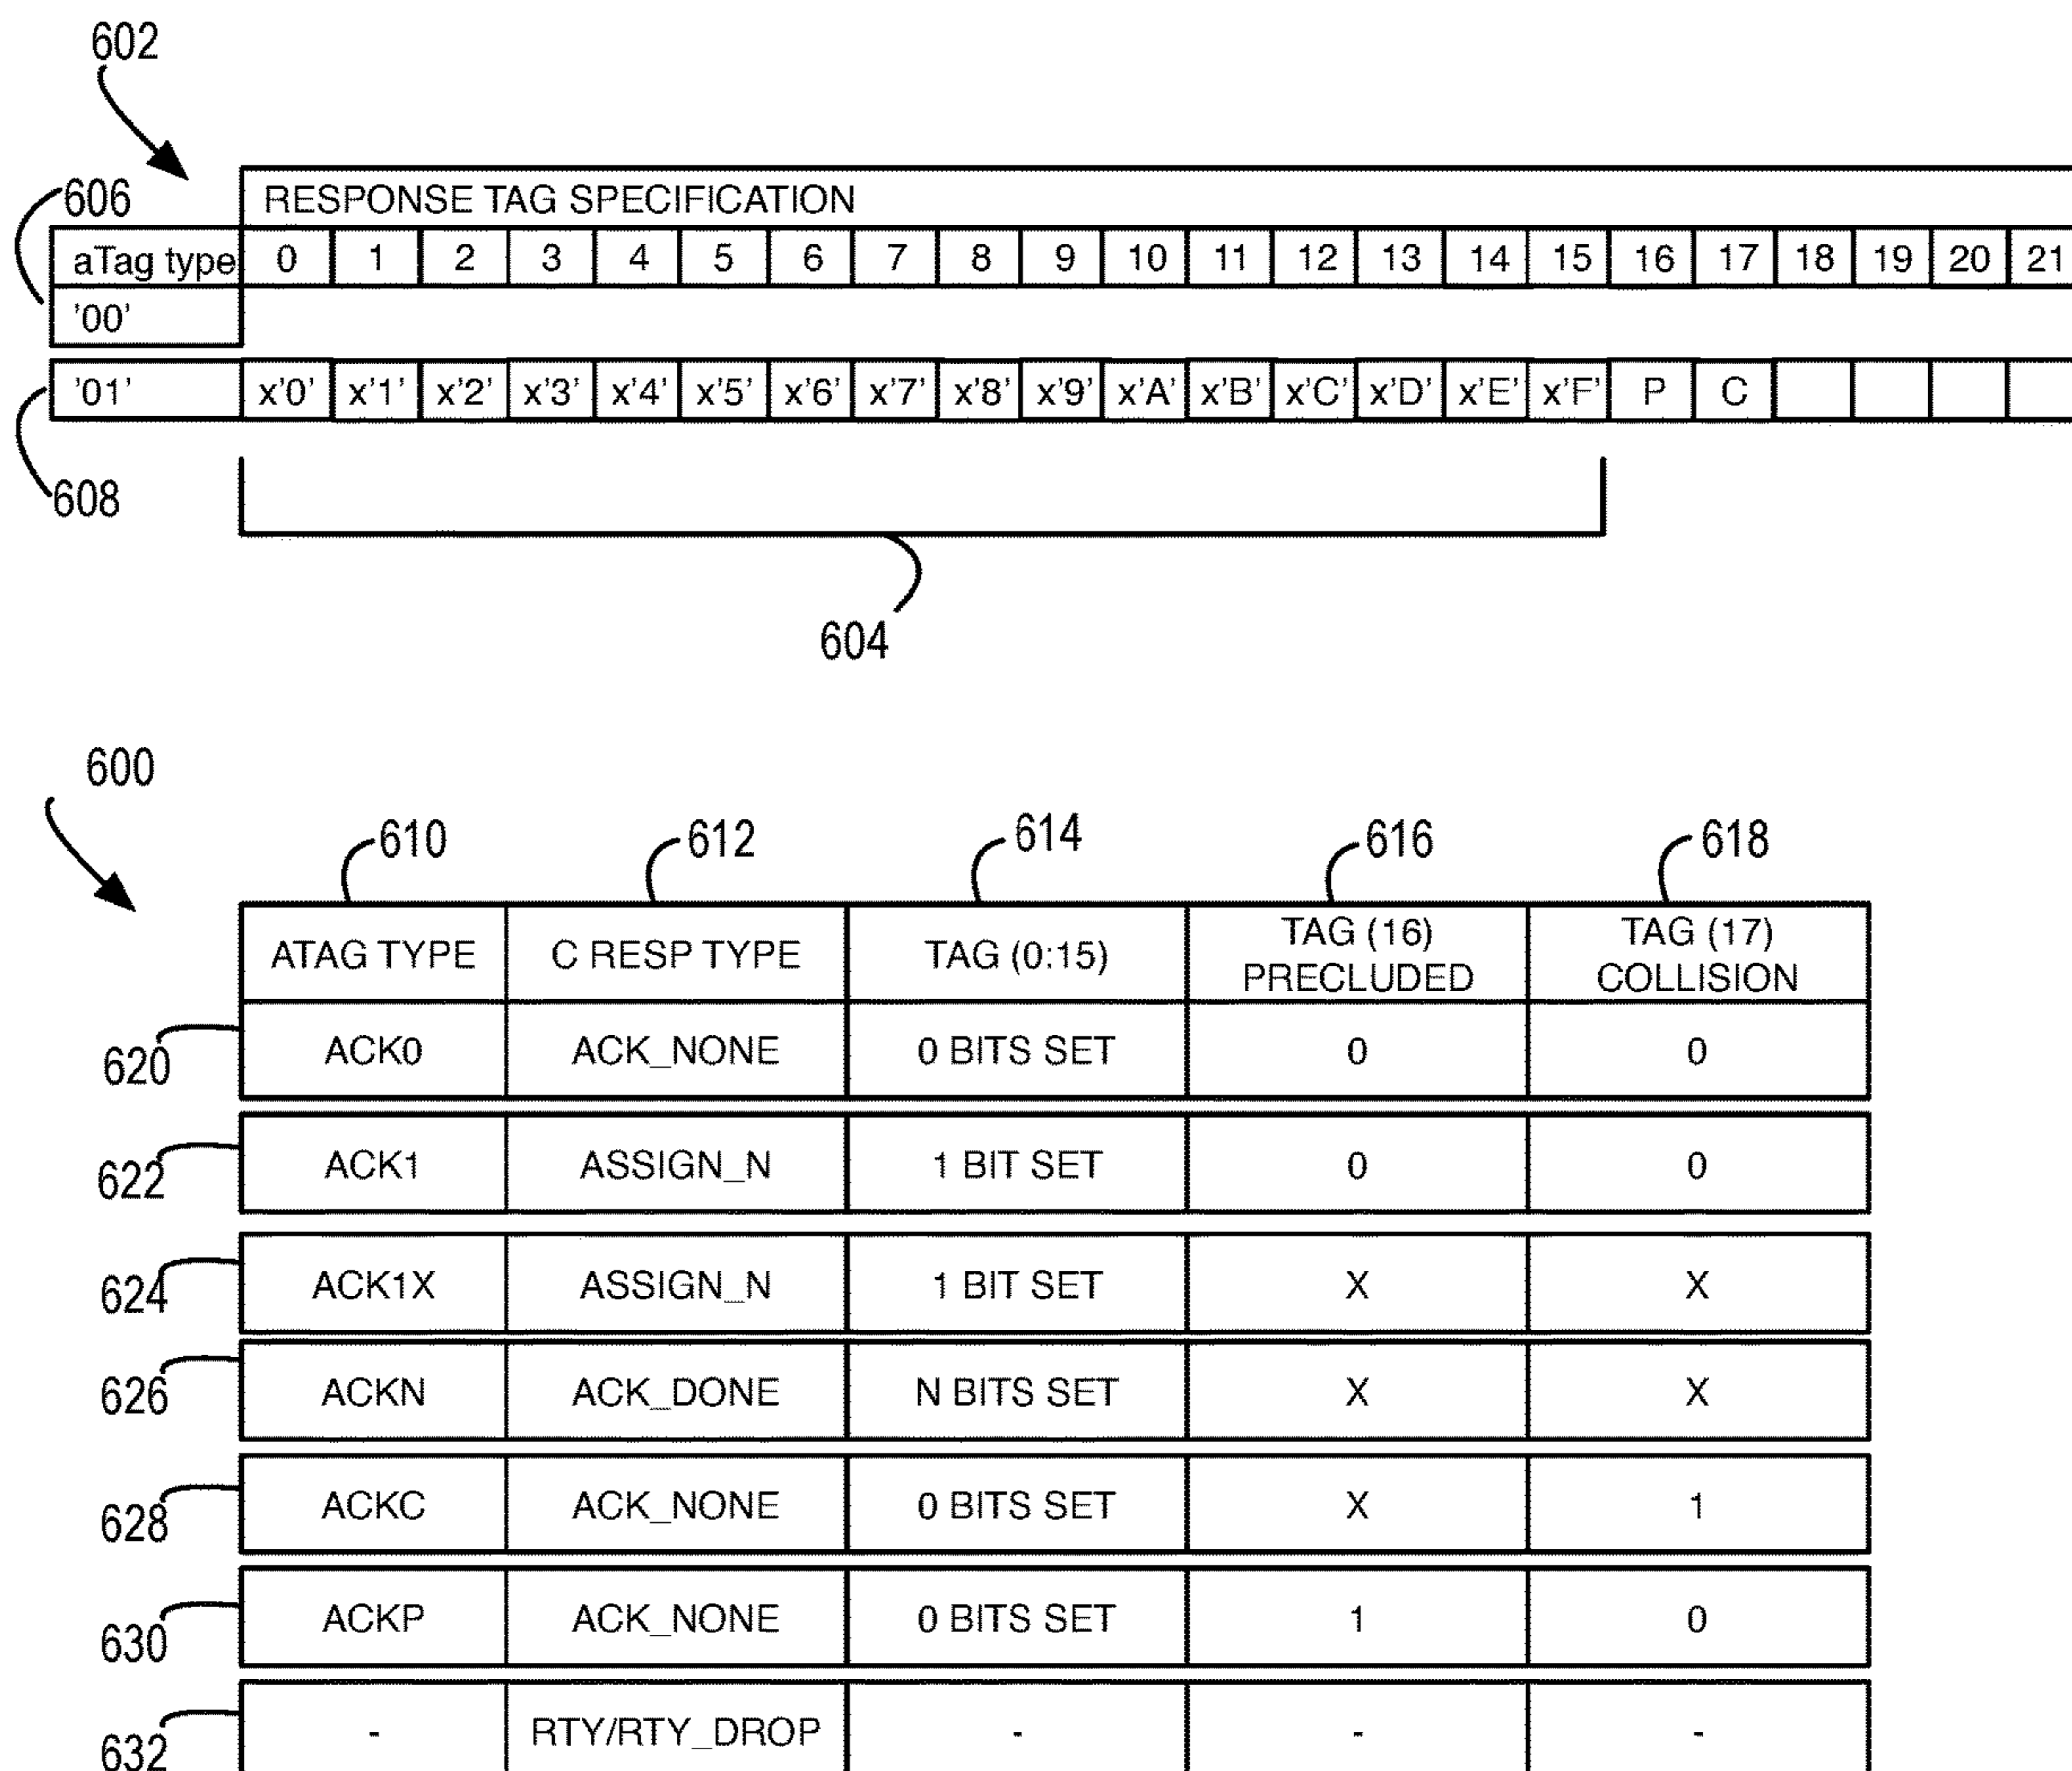 602
606
RESPONSE TAG SPECIFICATION
aTag type 0 1 2 3 4 5 6 7 8 9 10 11 12 13 14 15 16 17 18 19 20 21
'00'
'01' x'0' x'1' x'2' x'3' x'4' x'5' x'6' x'7' x'8' x'9' x'A' x'B' x'C' x'D' x'E' x'F' P C
608
604
600
610 612 614 616 618
ATAG TYPE C RESP TYPE TAG (0:15) TAG (16) PRECLUDED TAG (17) COLLISION
620 ACK0 ACK_NONE 0 BITS SET 0 0
622 ACK1 ASSIGN_N 1 BIT SET 0 0
624 ACK1X ASSIGN_N 1 BIT SET X X
626 ACKN ACK_DONE N BITS SET X X
628 ACKC ACK_NONE 0 BITS SET X 1
630 ACKP ACK_NONE 0 BITS SET 1 0
632 - RTY/RTY_DROP - - -